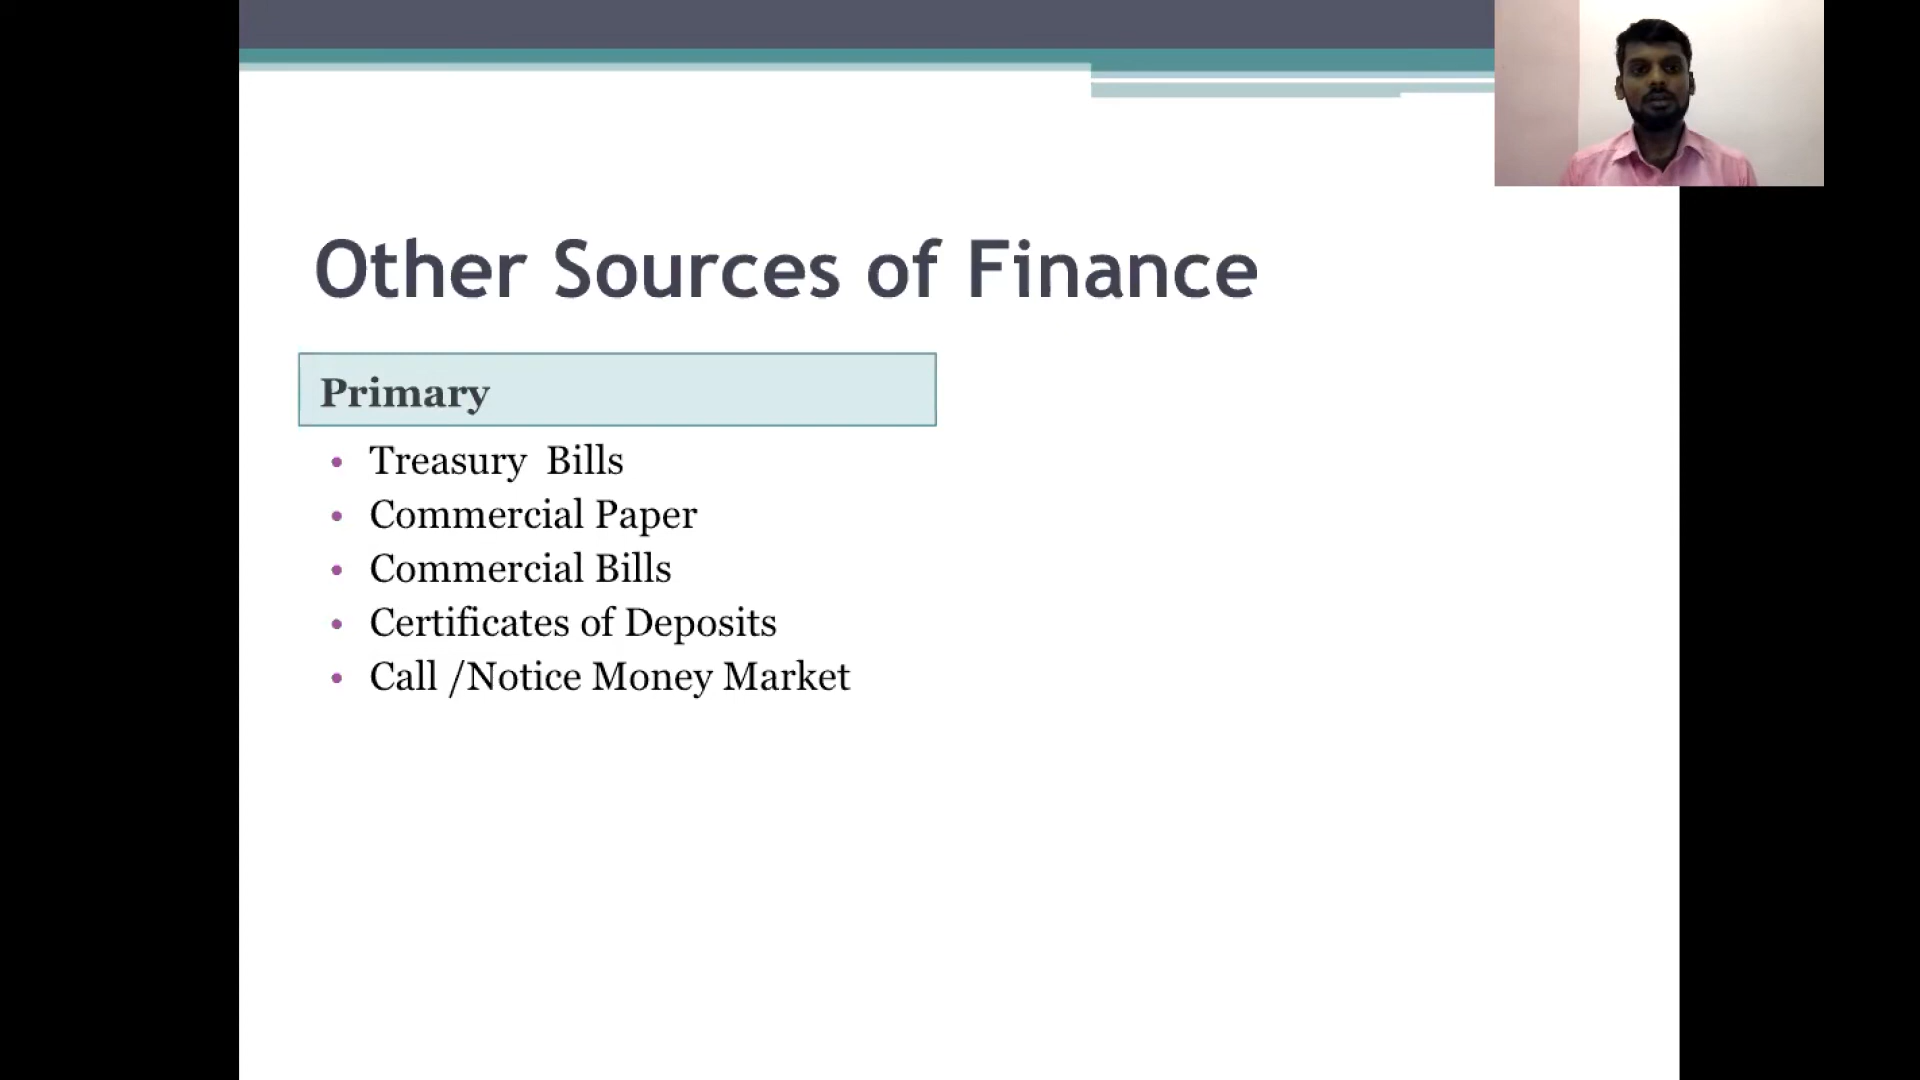 Other Sources of Finance
Primary
• Treasury  Bills
• Commercial Paper
• Commercial Bills
• Certificates of Deposits
• Call /Notice Money Market